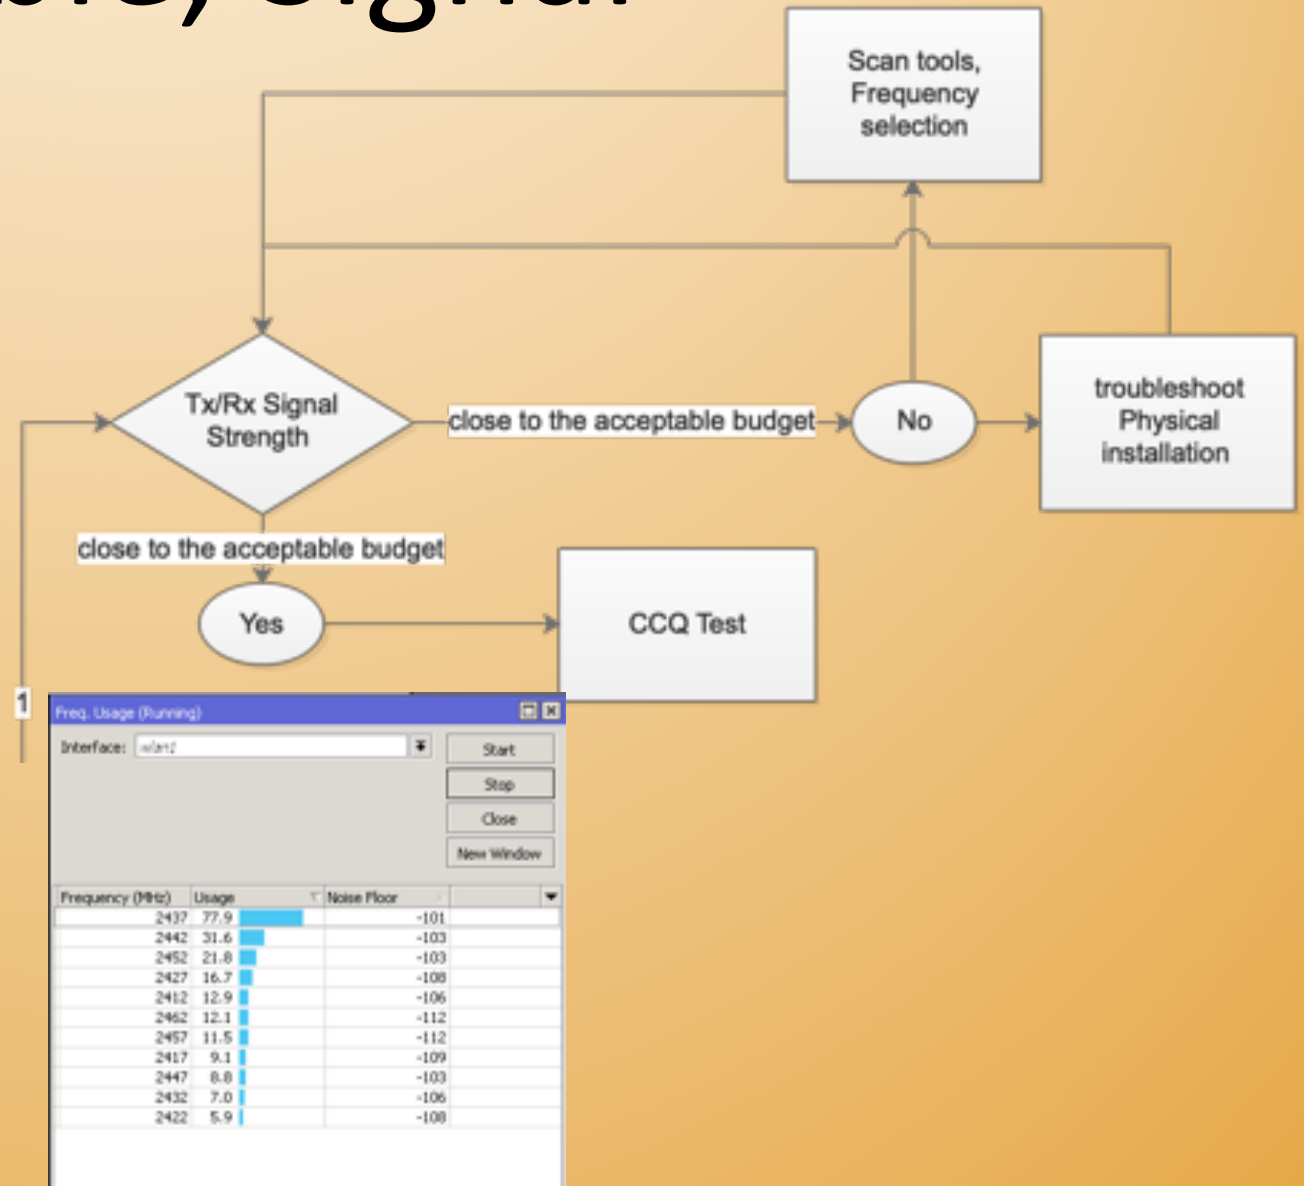 Signal
Scan tools,
Frequency
selection
Tx/Rx Signal
Strength
close to the acceptable budget
No
troubleshoot
Physical
installation
close to the acceptable budget
Yes
CCQ Test
1
Freq. Usage (Running)
Interface: wlan1
Start
Stop
Close
New Window
Frequency (MHz) Usage Noise Floor
2437 77.9 -101
2442 31.6 -103
2452 21.8 -103
2427 16.7 -108
2412 12.9 -106
2462 12.1 -112
2457 11.5 -112
2417 9.1 -109
2447 8.8 -103
2432 7.0 -106
2422 5.9 -108